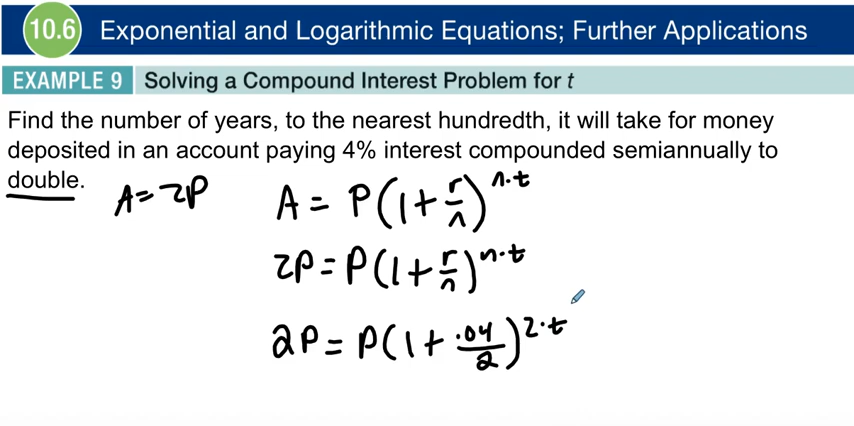 10.6 Exponential and Logarithmic Equations; Further Applications
EXAMPLE 9 Solving a Compound Interest Problem for t
Find the number of years, to the nearest hundredth, it will take for money
deposited in an account paying 4% interest compounded semiannually to
double.
A = 2P
A = P(1 + r/n)^n·t
2P = P(1 + r/n)^n·t
2P = P(1 + .04/2)^2·t